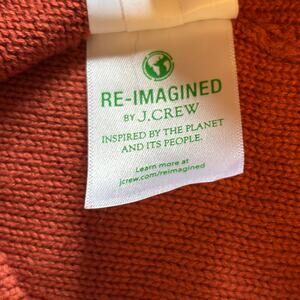 RE-IMAGINED
BY J.CREW
INSPIRED BY THE PLANET
AND ITS PEOPLE.
Learn more at
jcrew.com/reimagined